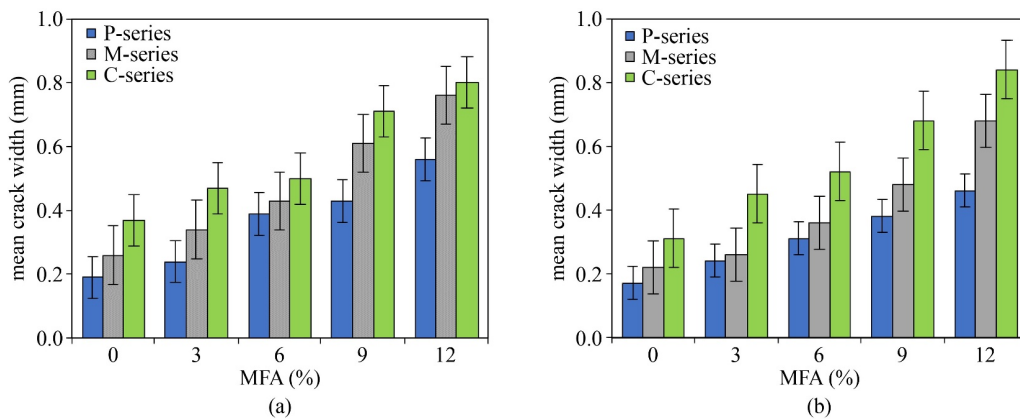 1.0
0.8
0.6
0.4
0.2
0.0
mean crack width (mm)
P-series
M-series
C-series
0 3 6 9 12
MFA (%)
(a)
1.0
0.8
0.6
0.4
0.2
0.0
mean crack width (mm)
P-series
M-series
C-series
0 3 6 9 12
MFA (%)
(b)